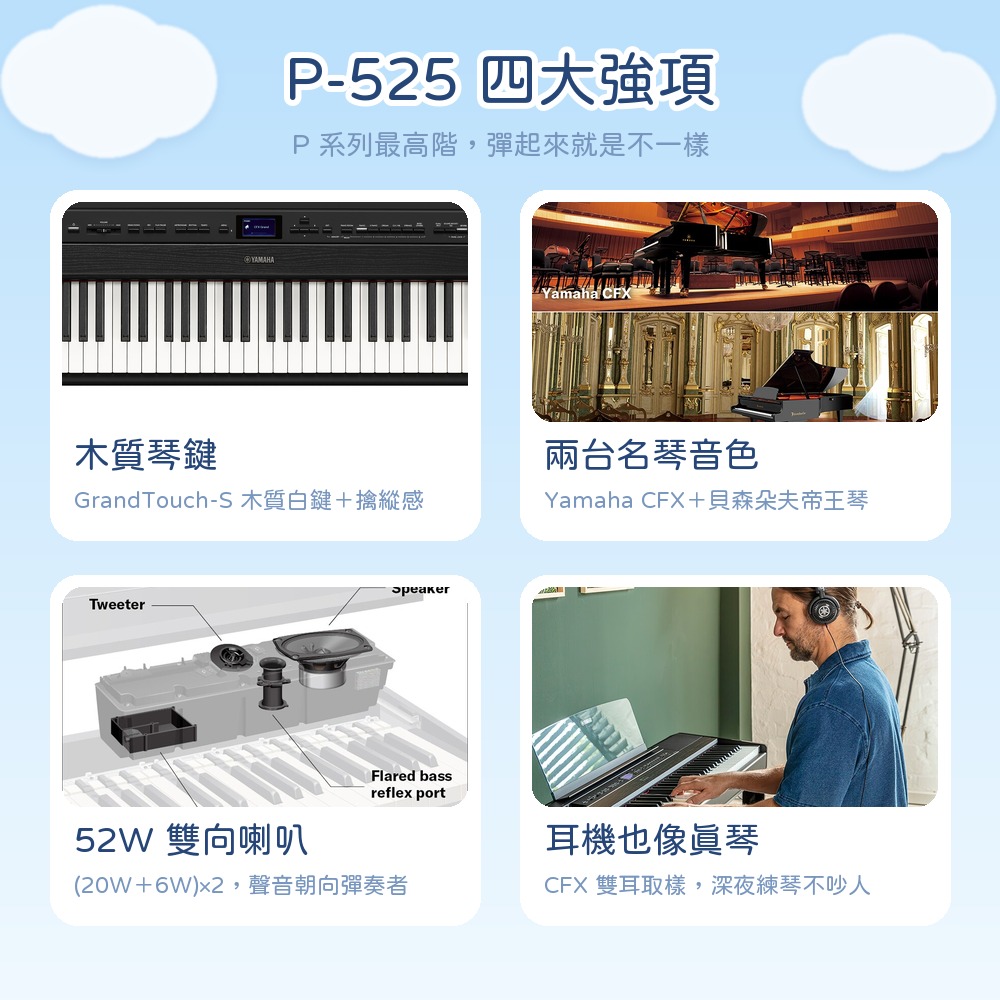 P-525 四大強項
P 系列最高階，彈起來就是不一樣
YAMAHA
木質琴鍵
GrandTouch-S 木質白鍵＋擒縱感
Yamaha CFX
兩台名琴音色
Yamaha CFX＋貝森朵夫帝王琴
Tweeter
Speaker
Flared bass
reflex port
52W 雙向喇叭
(20W＋6W)×2，聲音朝向彈奏者
耳機也像真琴
CFX 雙耳取樣，深夜練琴不吵人